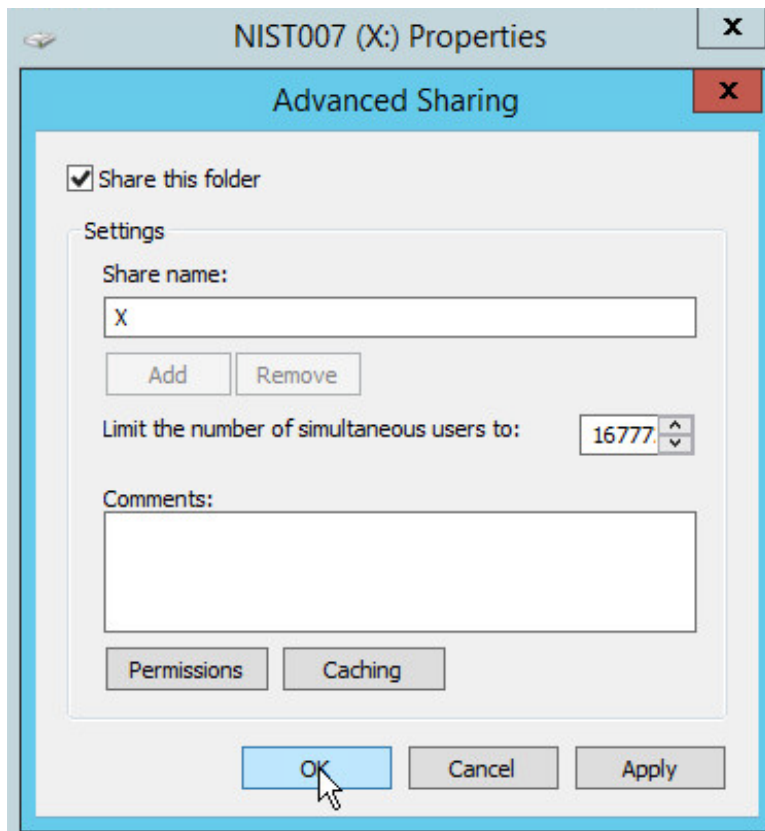 NIST007 (X:) Properties
x
Advanced Sharing
x
Share this folder
Settings
Share name:
X
Add Remove
Limit the number of simultaneous users to: 16777
Comments:
Permissions Caching
OK Cancel Apply